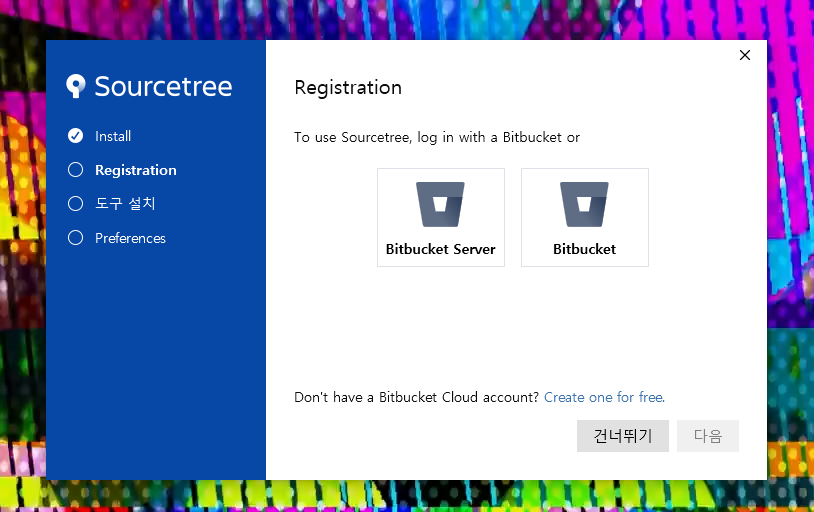 Sourcetree
Install
Registration
도구 설치
Preferences
Registration
To use Sourcetree, log in with a Bitbucket or
Bitbucket Server
Bitbucket
Don't have a Bitbucket Cloud account? Create one for free.
건너뛰기
다음